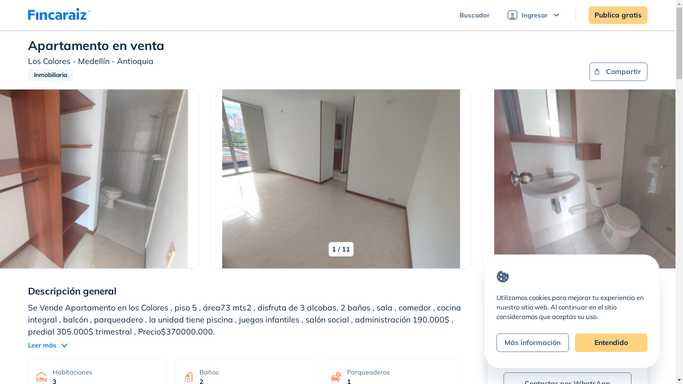 Fincaraiz
Buscador
Ingresar
Publica gratis
Apartamento en venta
Los Colores - Medellín - Antioquia
Inmobiliaria
Compartir
1 / 11
Descripción general
Se Vende Apartamento en los Colores , piso 5 , área73 mts2 , disfruta de 3 alcobas, 2 baños , sala , comedor , cocina
integral , balcón , parqueadero , la unidad tiene piscina , juegos infantiles , salón social , administración 190.000$ ,
predial 305.000$ trimestral , Precio$370000.000.
Leer más
Habitaciones
3
Baños
2
Parqueaderos
1
Utilizamos cookies para mejorar tu experiencia en
nuestro sitio web. Al continuar en el sitio
consideramos que aceptas su uso.
Más información
Entendido
Contactar por WhatsApp